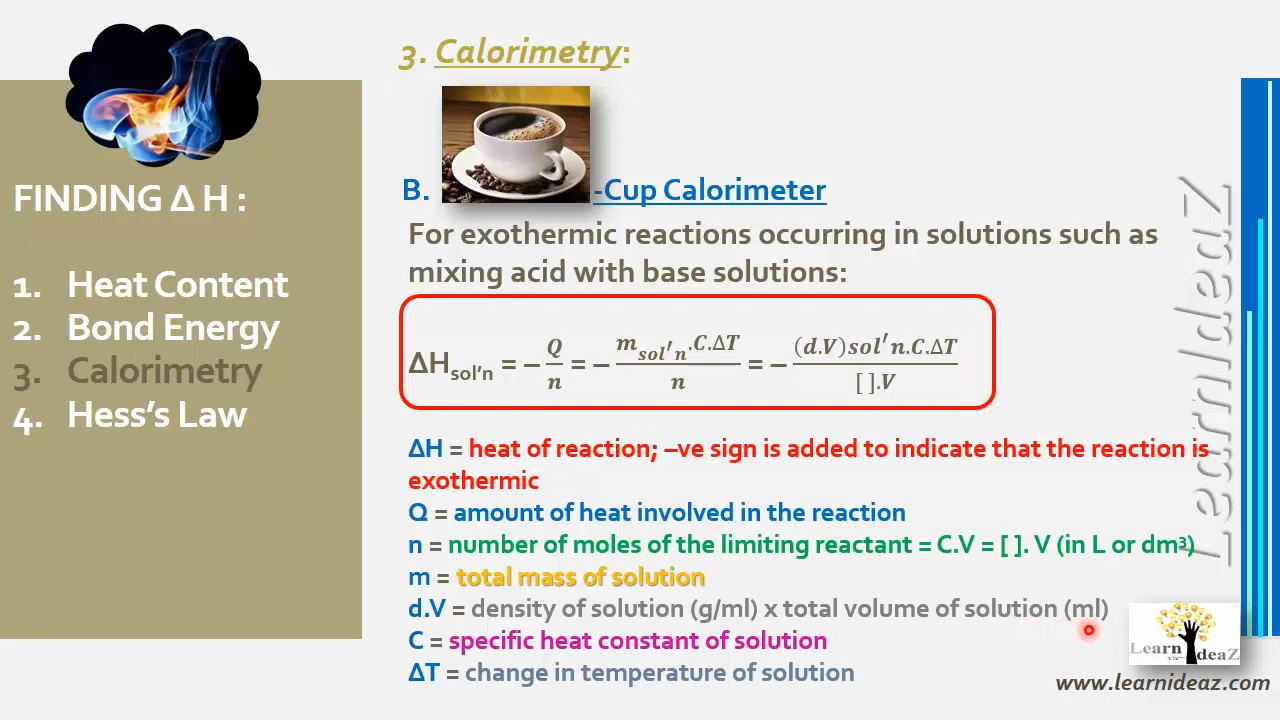 FINDING Δ H :
1. Heat Content
2. Bond Energy
3. Calorimetry
4. Hess's Law
3. Calorimetry:
B. -Cup Calorimeter
For exothermic reactions occurring in solutions such as
mixing acid with base solutions:
ΔHsol'n = − Q/n = − msol'n.C.ΔT/n = − (d.V)sol'n.C.ΔT/[ ].V
ΔH = heat of reaction; –ve sign is added to indicate that the reaction is
exothermic
Q = amount of heat involved in the reaction
n = number of moles of the limiting reactant = C.V = [ ]. V (in L or dm³)
m = total mass of solution
d.V = density of solution (g/ml) x total volume of solution (ml)
C = specific heat constant of solution
ΔT = change in temperature of solution
LearnIdeaZ
Learn IdeaZ
www.learnideaz.com